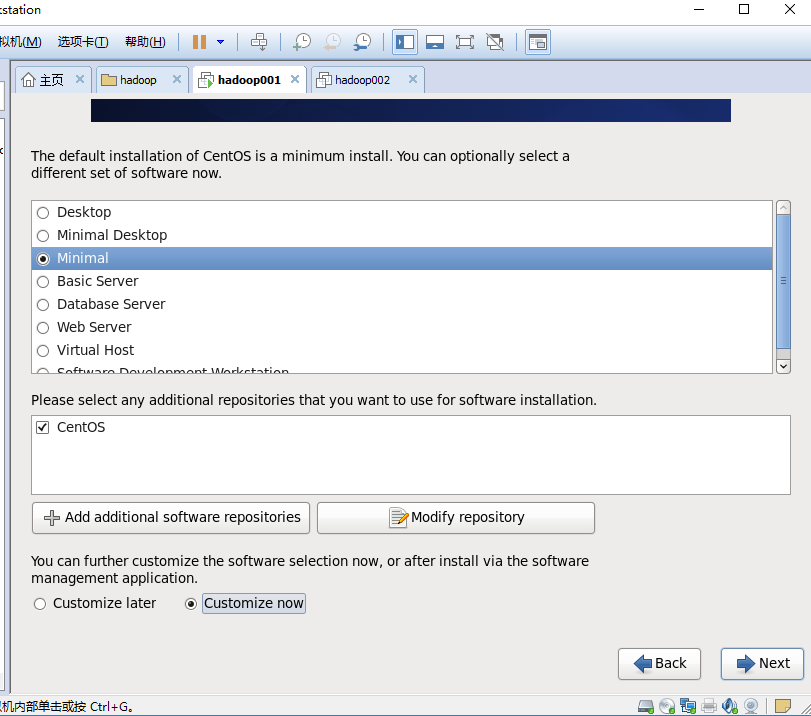 station
拟机(M) 选项卡(T) 帮助(H)
主页 hadoop hadoop001 hadoop002
The default installation of CentOS is a minimum install. You can optionally select a
different set of software now.
Desktop
Minimal Desktop
Minimal
Basic Server
Database Server
Web Server
Virtual Host
Software Development Workstation
Please select any additional repositories that you want to use for software installation.
CentOS
Add additional software repositories Modify repository
You can further customize the software selection now, or after install via the software
management application.
Customize later Customize now
Back Next
机内部单击或按 Ctrl+G。